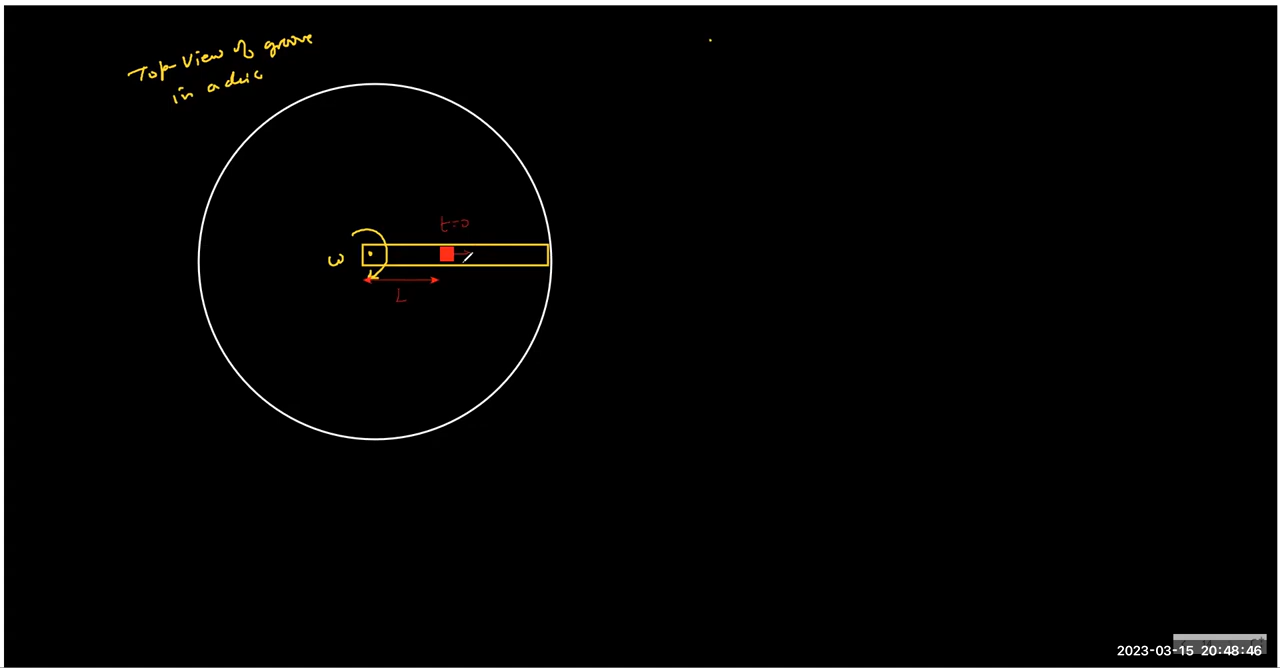 Top View of groove
in a disc
t=0
ω
L
2023-03-15 20:48:46